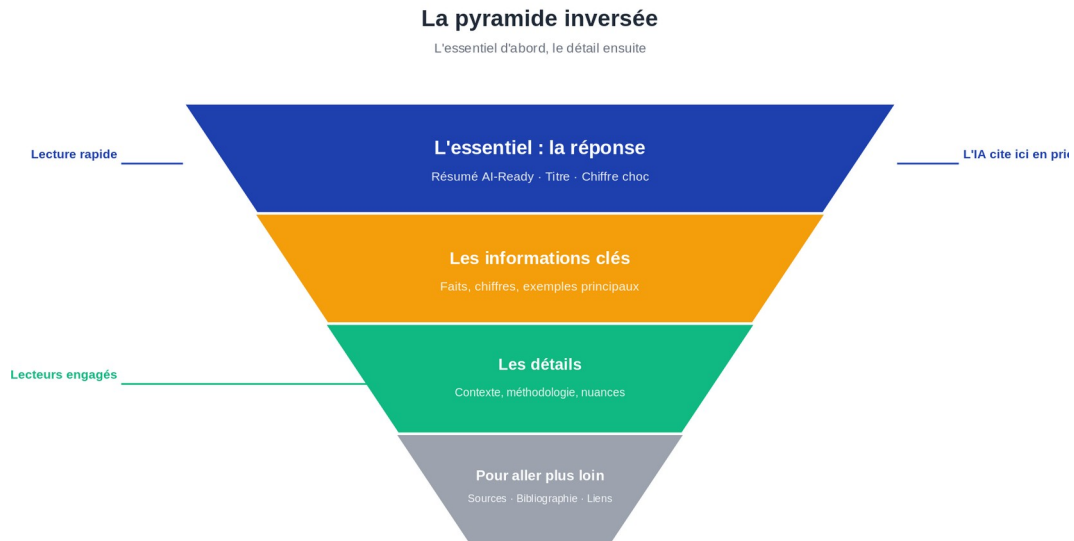 La pyramide inversée
L'essentiel d'abord, le détail ensuite
L'essentiel : la réponse
Lecture rapide
L'IA cite ici en
Résumé AI-Ready · Titre · Chiffre choc
Les informations clés
Faits, chiffres, exemples principaux
Les détails
Lecteurs engagés
Contexte, méthodologie, nuances
Pour aller plus loin
Sources · Bibliographie · Liens